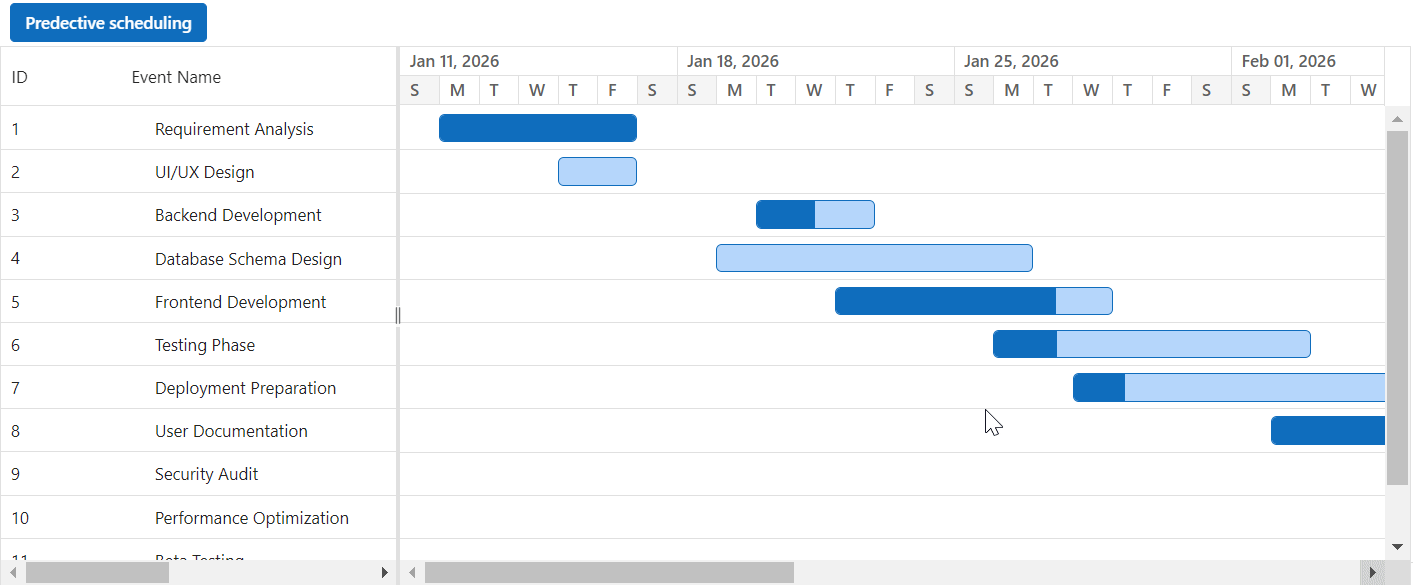 Predective scheduling
ID Event Name Jan 11, 2026 Jan 18, 2026 Jan 25, 2026 Feb 01, 2026
S M T W T F S S M T W T F S S M T W T F S S M T W
1 Requirement Analysis
2 UI/UX Design
3 Backend Development
4 Database Schema Design
5 Frontend Development
6 Testing Phase
7 Deployment Preparation
8 User Documentation
9 Security Audit
10 Performance Optimization
11 Beta Testing